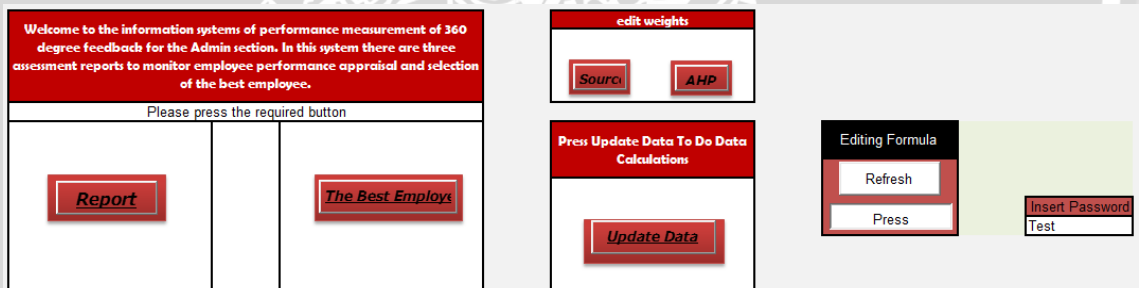 Welcome to the information systems of performance measurement of 360
degree feedback for the Admin section. In this system there are three
assessment reports to monitor employee performance appraisal and selection
of the best employee.
Please press the required button
Report
The Best Employe
edit weights
Source
AHP
Press Update Data To Do Data
Calculations
Update Data
Editing Formula
Refresh
Press
Insert Password
Test